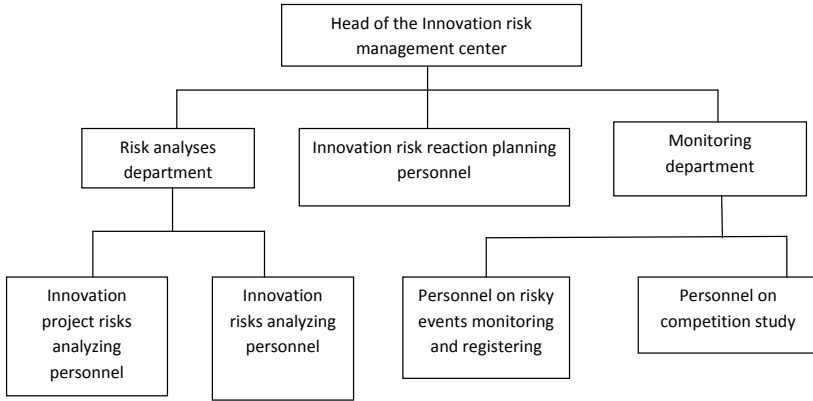 Head of the Innovation risk
management center
Risk analyses
department
Innovation risk reaction planning
personnel
Monitoring
department
Innovation
project risks
analyzing
personnel
Innovation
risks analyzing
personnel
Personnel on risky
events monitoring
and registering
Personnel on
competition study